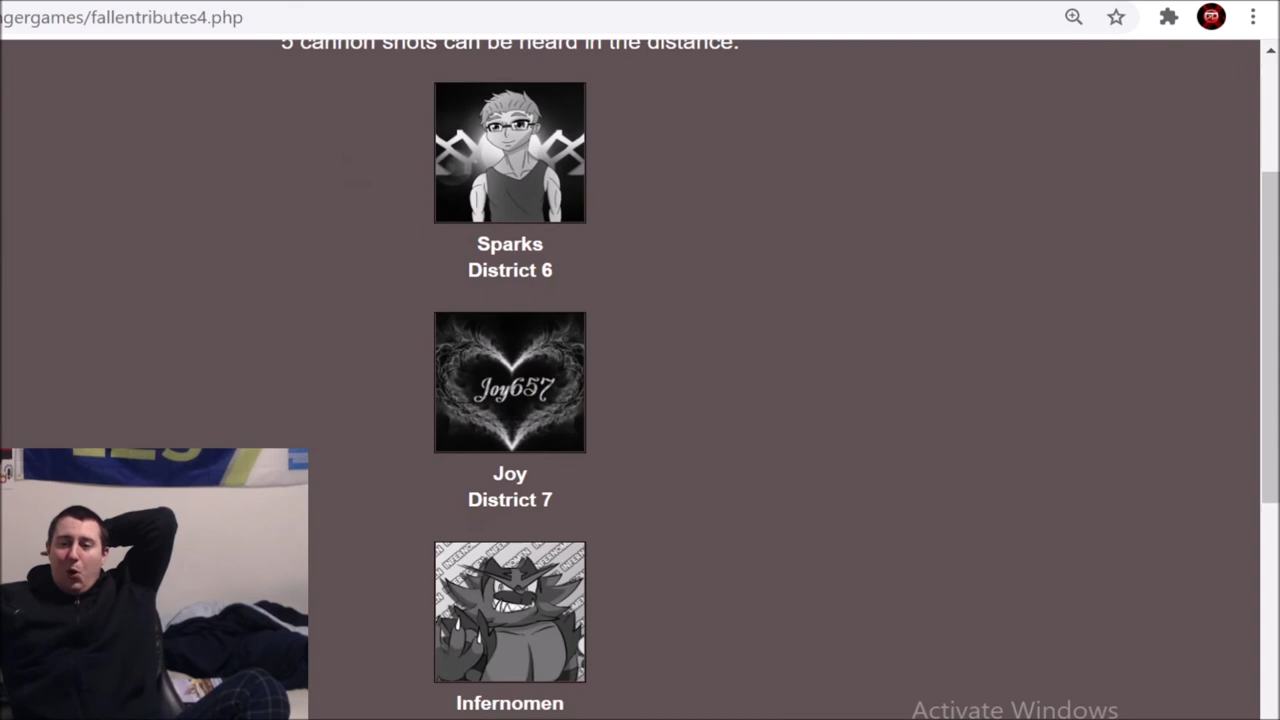 gergames/fallentributes4.php
5 cannon shots can be heard in the distance.
Sparks
District 6
Joy657
Joy
District 7
INFERNOMEN
Infernomen
Activate Windows